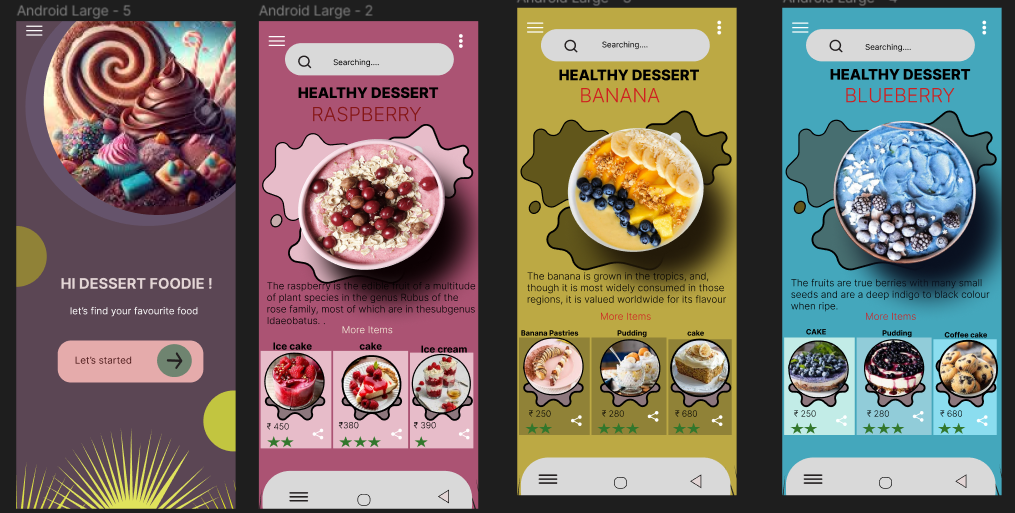 Android Large - 5
HI DESSERT FOODIE !
let's find your favourite food
Let's started
Android Large - 2
Searching....
HEALTHY DESSERT
RASPBERRY
The raspberry is the edible fruit of a multitude
of plant species in the genus Rubus of the
rose family, most of which are in thesubgenus
Idaeobatus. .
More Items
Ice cake
cake
Ice cream
₹ 450
₹380
₹ 390
Android Large - 3
Searching....
HEALTHY DESSERT
BANANA
The banana is grown in the tropics, and,
though it is most widely consumed in those
regions, it is valued worldwide for its flavour
More Items
Banana Pastries
Pudding
cake
₹ 250
₹ 280
₹ 680
Android Large - 4
Searching....
HEALTHY DESSERT
BLUEBERRY
The fruits are true berries with many small
seeds and are a deep indigo to black colour
when ripe.
More Items
CAKE
Pudding
Coffee cake
₹ 250
₹ 280
₹ 680